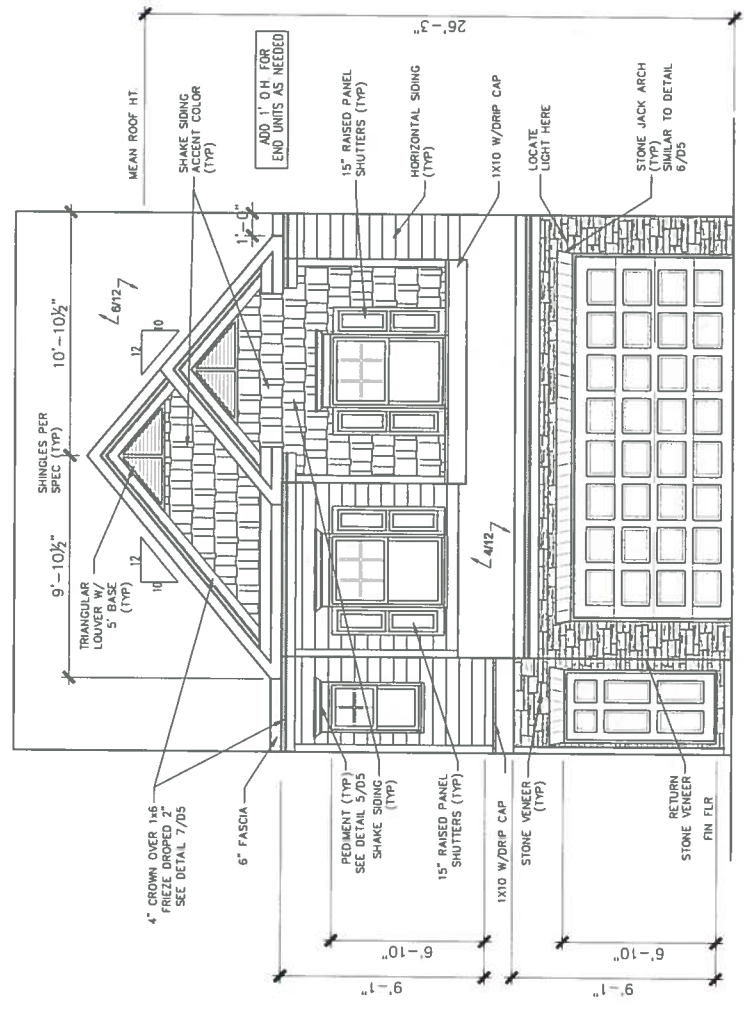 MEAN ROOF HT.
26'-3"
SHAKE SIDING
ACCENT COLOR
(TYP)
ADD 1' O.H. FOR
END UNITS AS NEEDED
15" RAISED PANEL
SHUTTERS (TYP)
HORIZONTAL SIDING
(TYP)
1X10 W/DRIP CAP
LOCATE
LIGHT HERE
STONE JACK ARCH
(TYP)
SIMILAR TO DETAIL
6/D5
1'-0"
10'-10½"
6/12
12
10
SHINGLES PER
SPEC (TYP)
9'-10½"
12
10
4/12
TRIANGULAR
LOUVER W/
5' BASE
(TYP)
4" CROWN OVER 1x6
FRIEZE DROPED 2"
SEE DETAIL 7/D5
6" FASCIA
PEDIMENT (TYP)
SEE DETAIL 5/D5
SHAKE SIDING
(TYP)
15" RAISED PANEL
SHUTTERS (TYP)
1X10 W/DRIP CAP
STONE VENEER
(TYP)
RETURN
STONE VENEER
FIN FLR
6'-10"
6'-10"
9'-1"
9'-1"